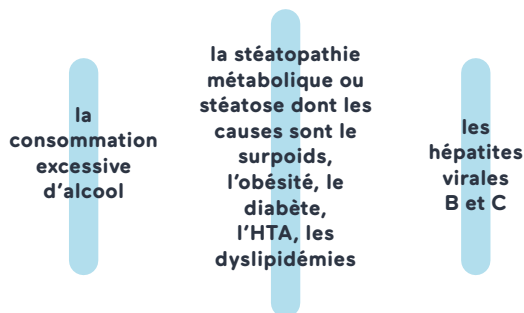 la
consommation
excessive
d'alcool
la stéatopathie
métabolique ou
stéatose dont les
causes sont le
surpoids,
l'obésité, le
diabète,
l'HTA, les
dyslipidémies
les
hépatites
virales
B et C